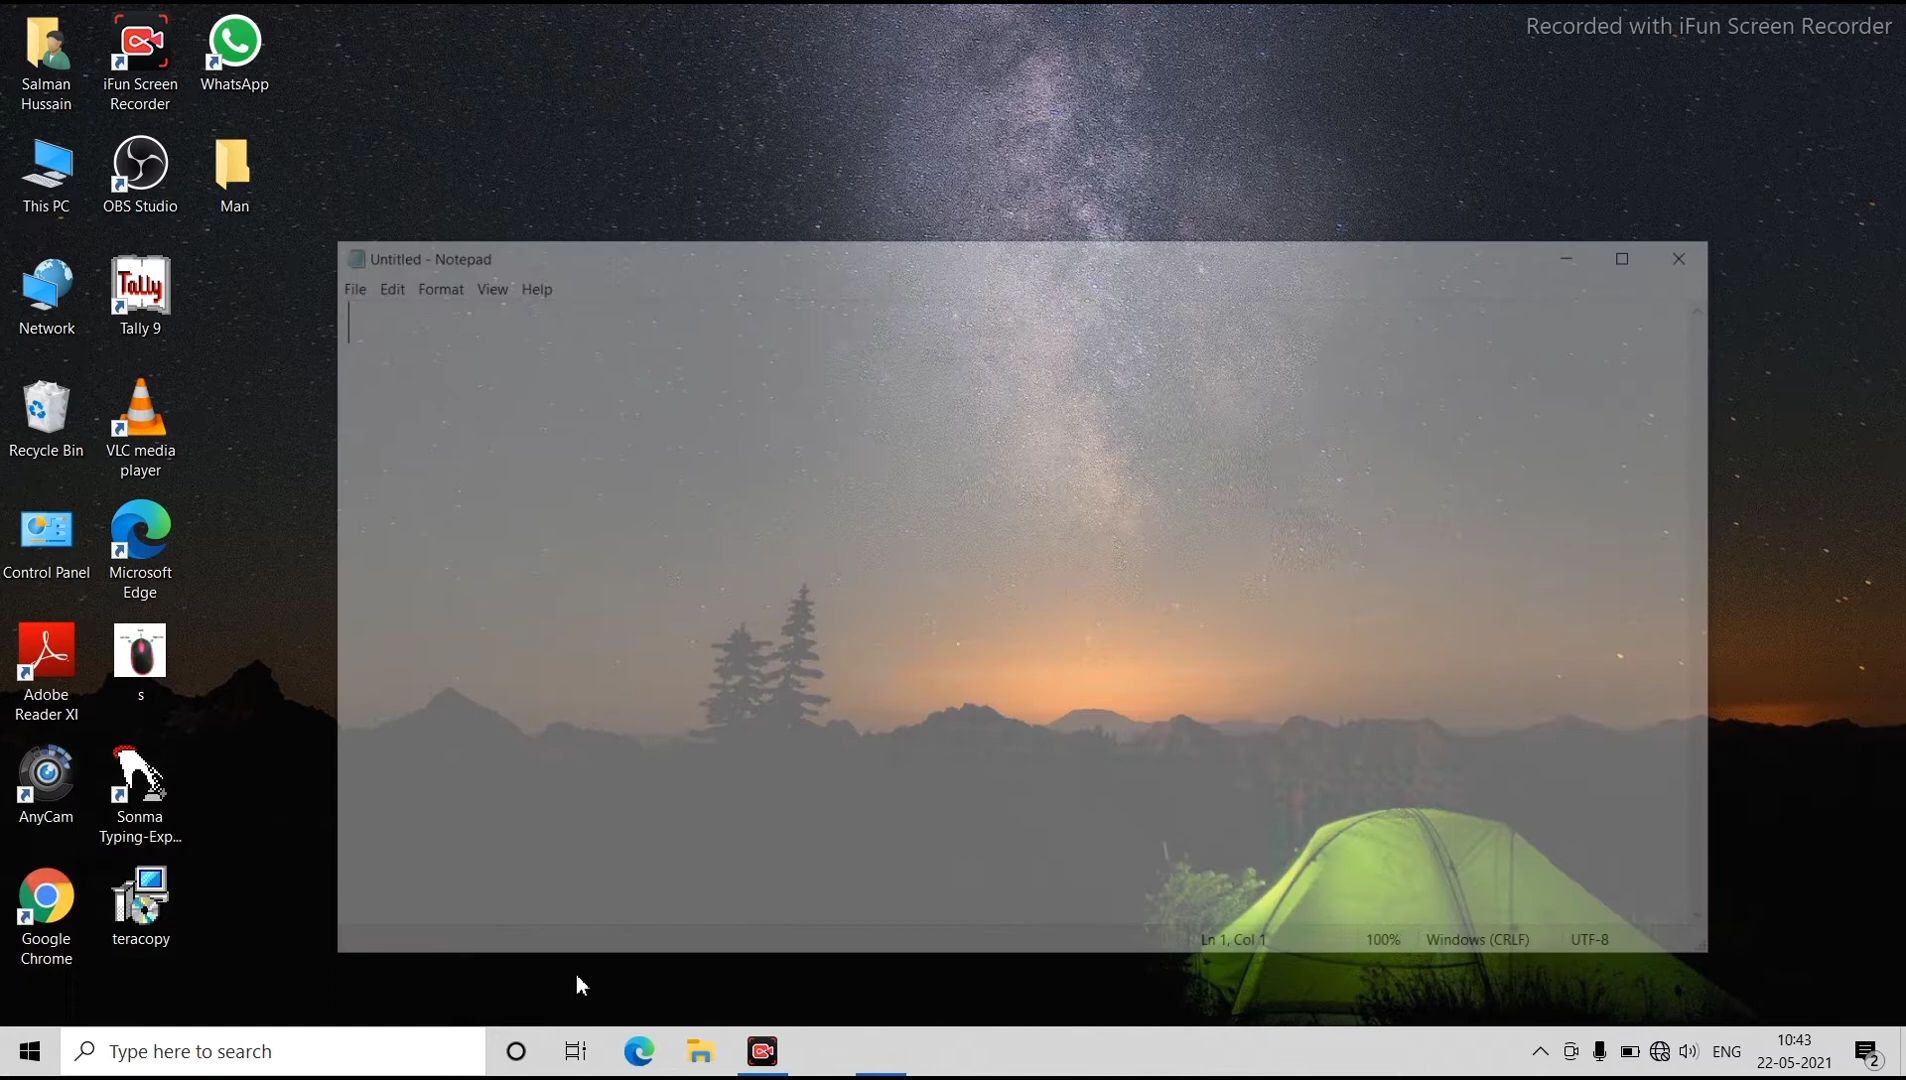 Recorded with iFun Screen Recorder
Salman
Hussain
iFun Screen
Recorder
WhatsApp
This PC
OBS Studio
Man
Network
Tally
Tally 9
Recycle Bin
VLC media
player
Control Panel
Microsoft
Edge
Adobe
Reader XI
s
AnyCam
Sonma
Typing-Exp...
Google
Chrome
teracopy
Untitled - Notepad
File Edit Format View Help
Ln 1, Col 1 100% Windows (CRLF) UTF-8
Type here to search
ENG
10:43
22-05-2021
2